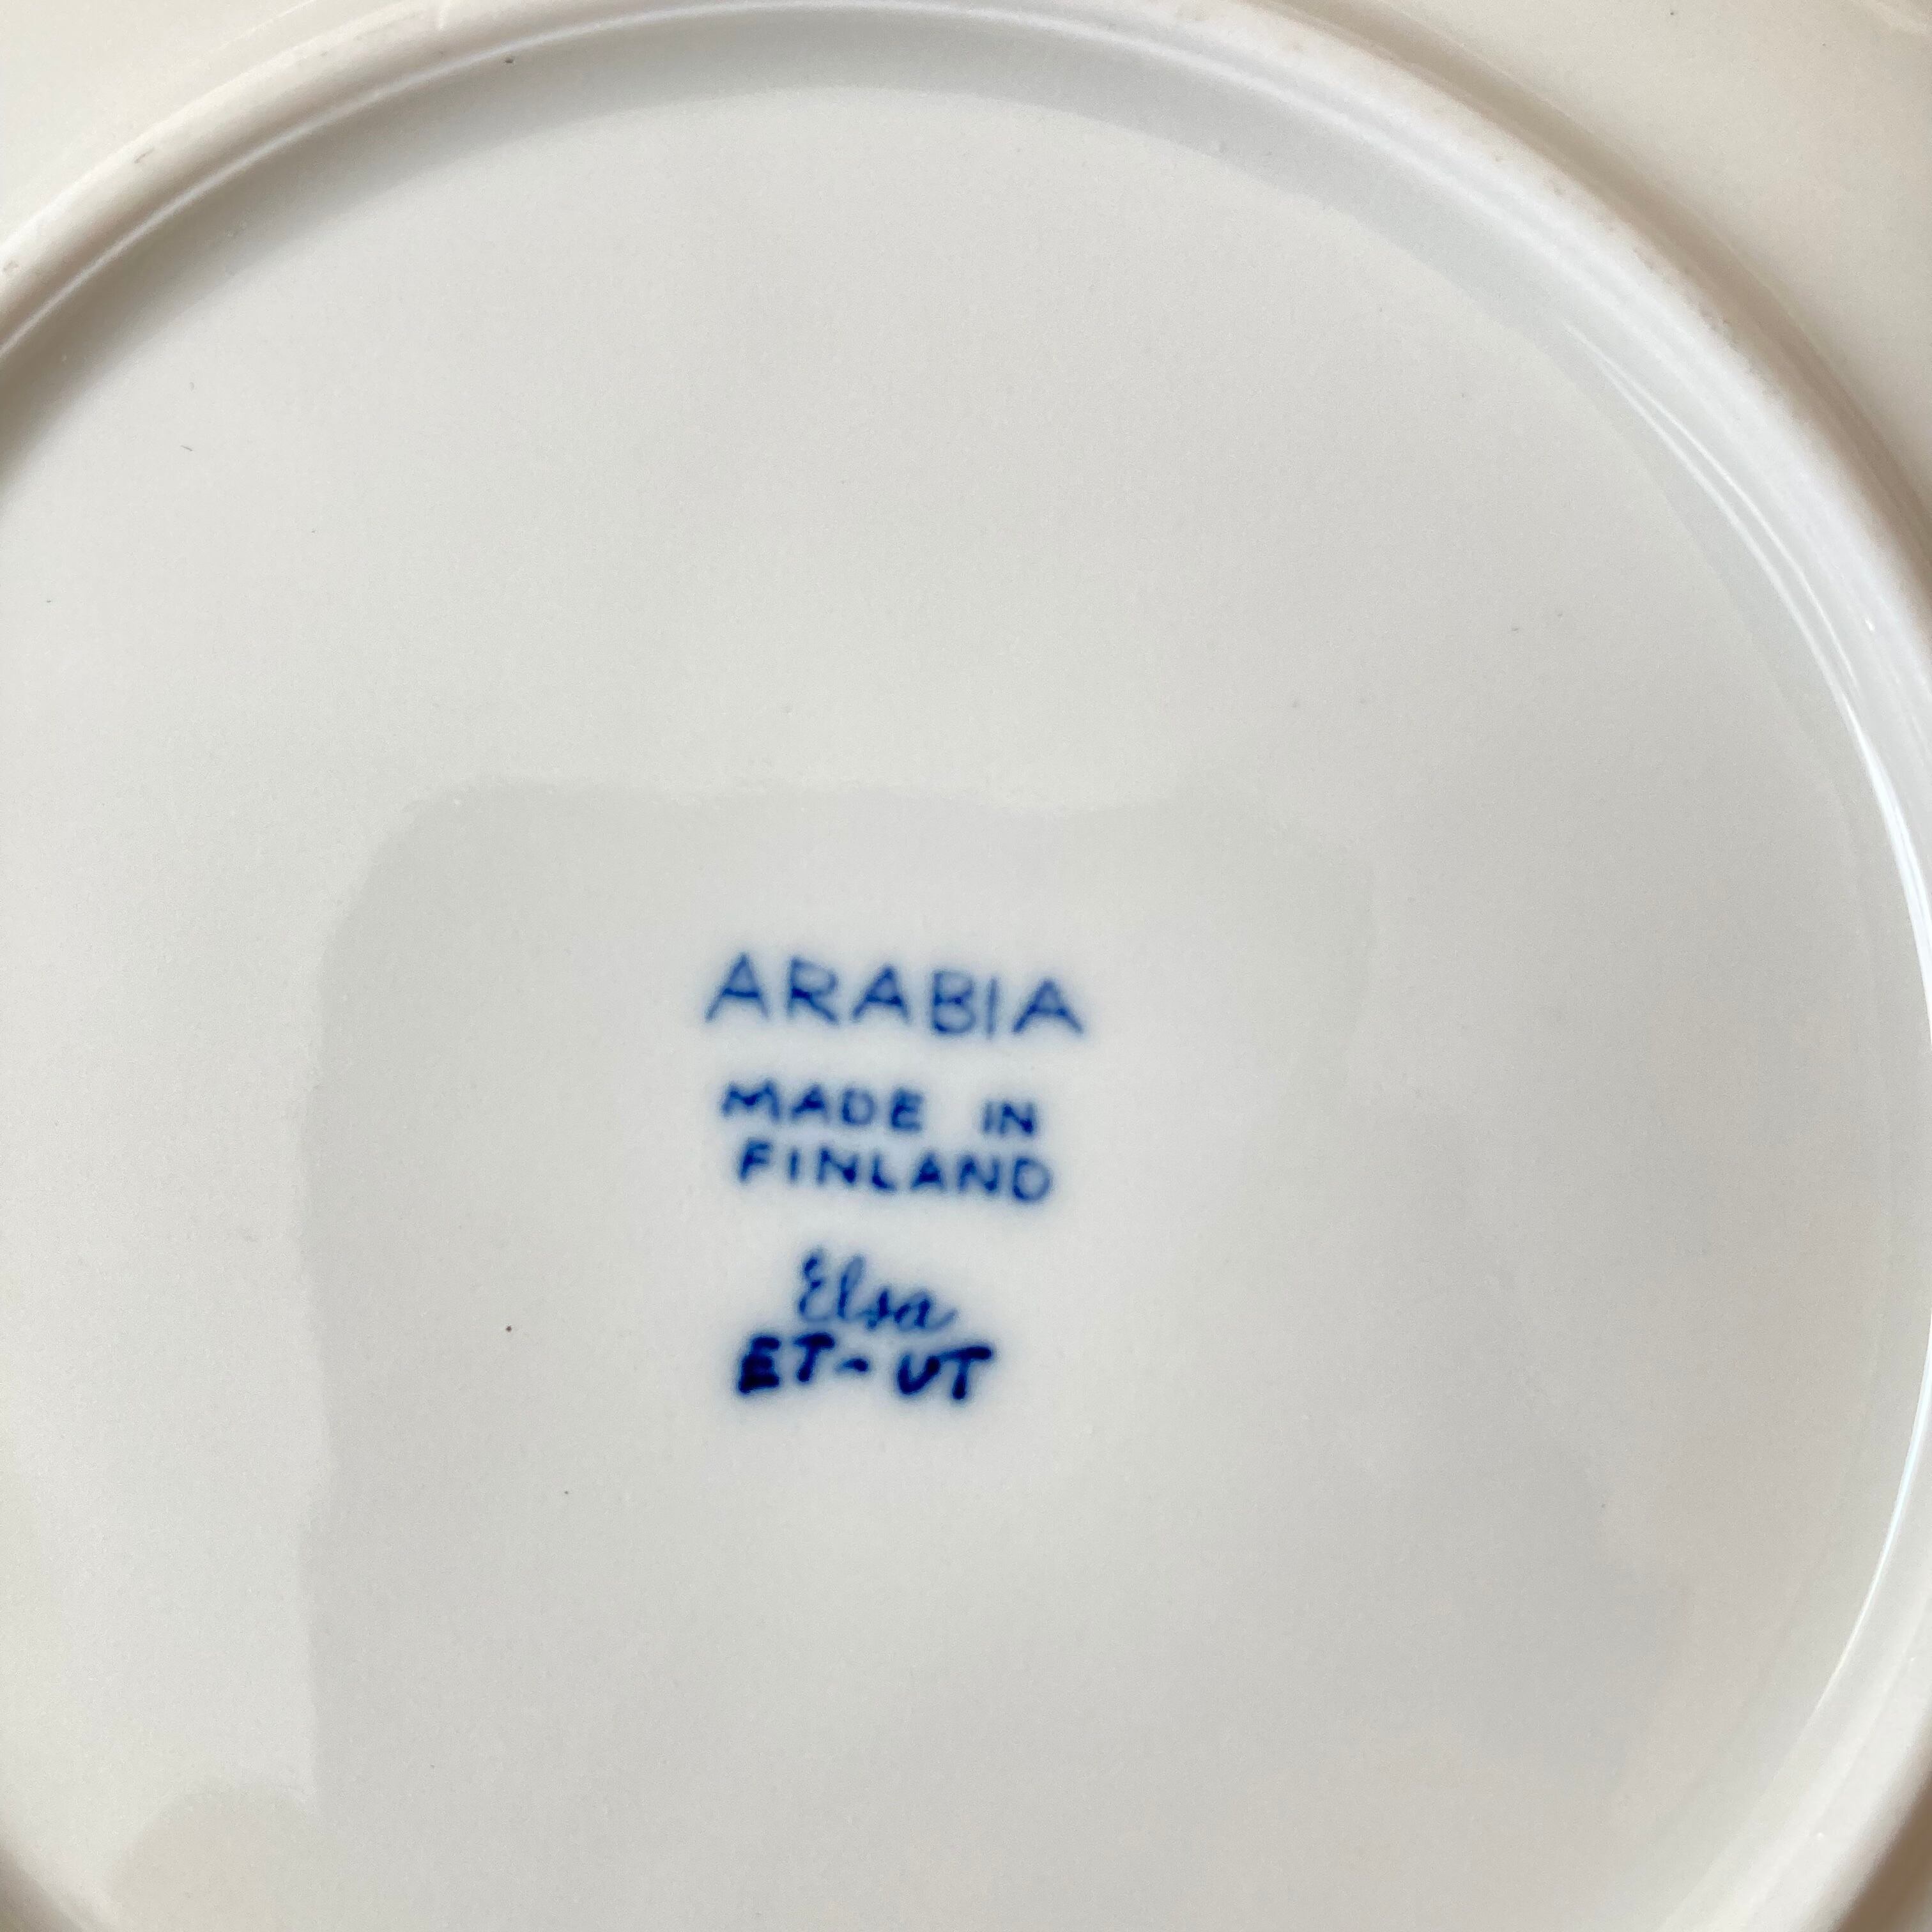 ARABIA
MADE IN
FINLAND
Elsa
ET-UT